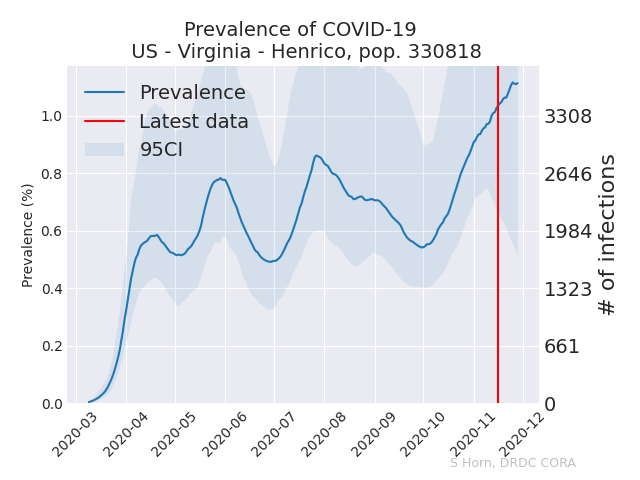 Prevalence of COVID-19
US - Virginia - Henrico, pop. 330818
Prevalence
Latest data
95CI
Prevalence (%)
1.0
0.8
0.6
0.4
0.2
0.0
3308
2646
1984
1323
661
0
# of infections
2020-03
2020-04
2020-05
2020-06
2020-07
2020-08
2020-09
2020-10
2020-11
2020-12
S Horn, DRDC CORA